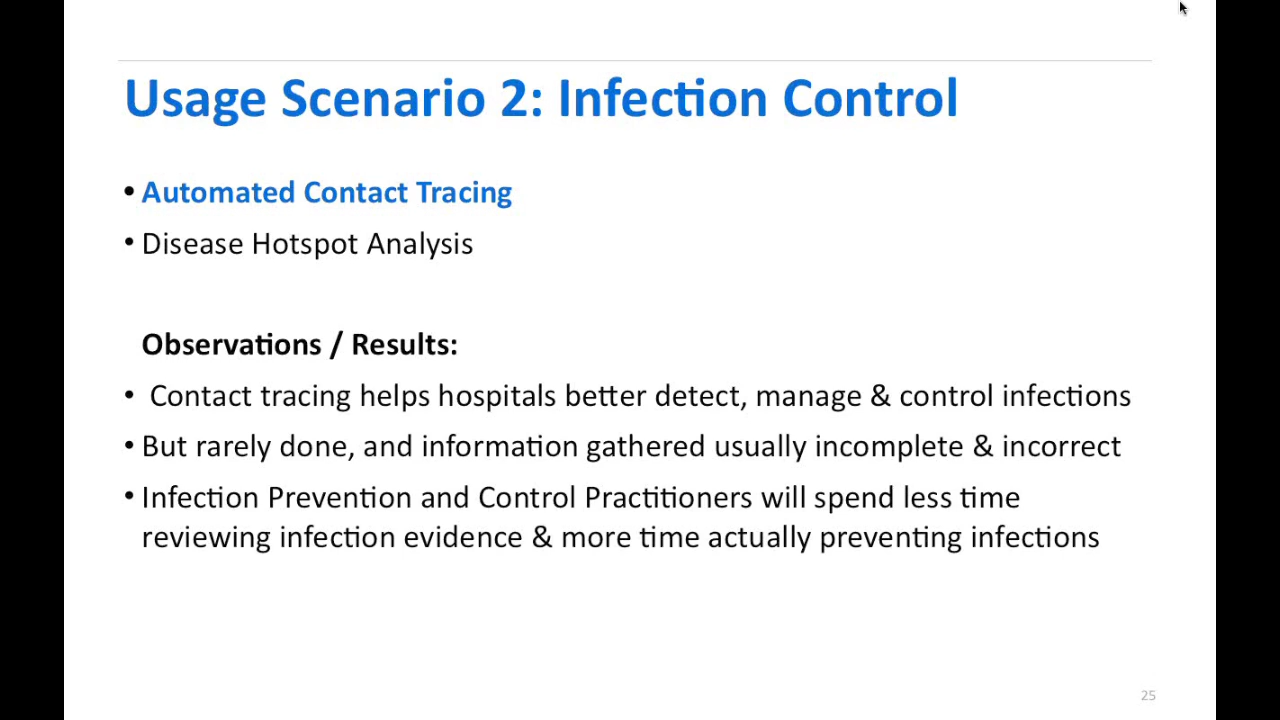 Usage Scenario 2: Infection Control
• Automated Contact Tracing
• Disease Hotspot Analysis
Observations / Results:
• Contact tracing helps hospitals better detect, manage & control infections
• But rarely done, and information gathered usually incomplete & incorrect
• Infection Prevention and Control Practitioners will spend less time
reviewing infection evidence & more time actually preventing infections
25